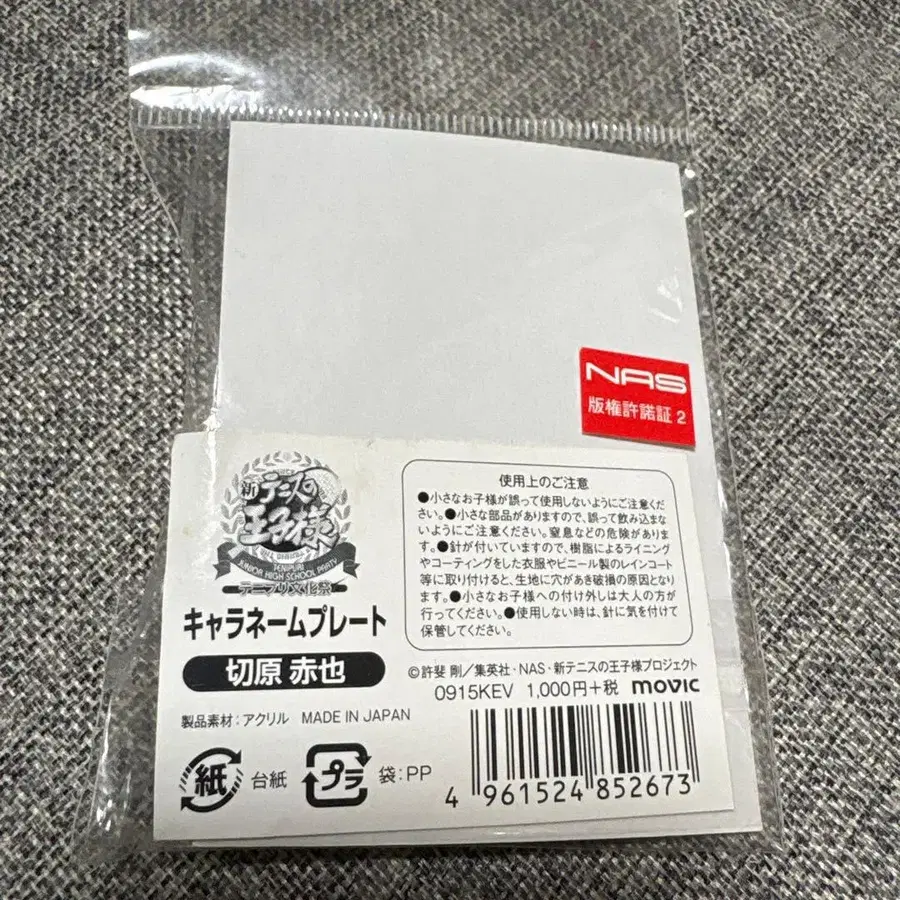 NAS
版権許諾証 2
新テニスの
王子様
TENIPURI
JUNIOR HIGH SCHOOL PARTY
テニプリ文化祭
キャラネームプレート
切原 赤也
製品素材:アクリル MADE IN JAPAN
紙 台紙
プラ 袋:PP
使用上のご注意
●小さなお子様が誤って使用しないようにご注意くだ
さい。●小さな部品がありますので、誤って飲み込まな
いようにご注意ください。窒息などの危険がありま
す。●針が付いていますので、樹脂によるライニング
やコーティングをした衣服やビニール製のレインコート
等に取り付けると、生地に穴があき破損の原因となり
ます。●小さなお子様への付け外しは大人の方が
行ってください。●使用しない時は、針に気を付けて
保管してください。
©許斐 剛/集英社・NAS・新テニスの王子様プロジェクト
0915KEV 1,000円+税 movic
4 961524 852673